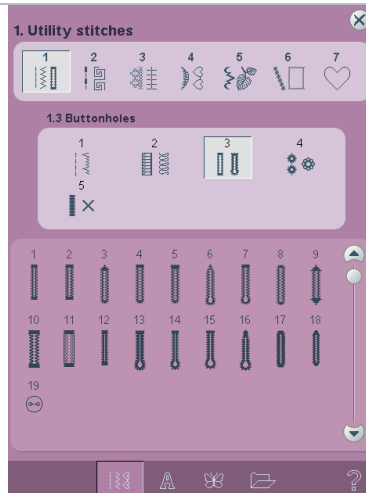 1. Utility stitches
1 2 3 4 5 6 7
1.3 Buttonholes
1 2 3 4
5
1 2 3 4 5 6 7 8 9
10 11 12 13 14 15 16 17 18
19
A
?